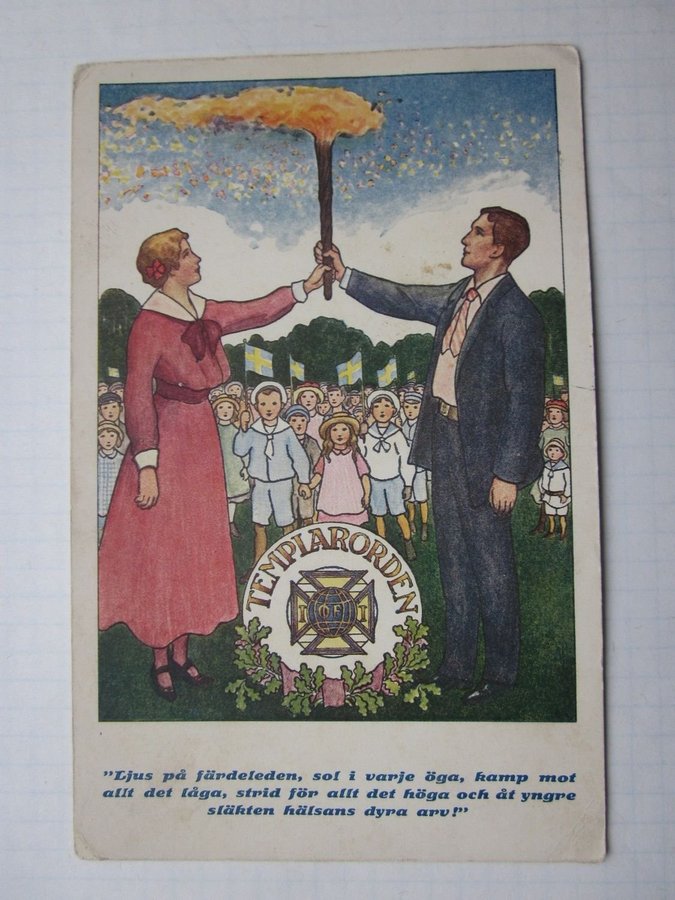 TEMPLARORDEN
"Ljus på färdeleden, sol i varje öga, kamp mot
allt det låga, strid för allt det höga och åt yngre
släkten hälsans dyra arv!"